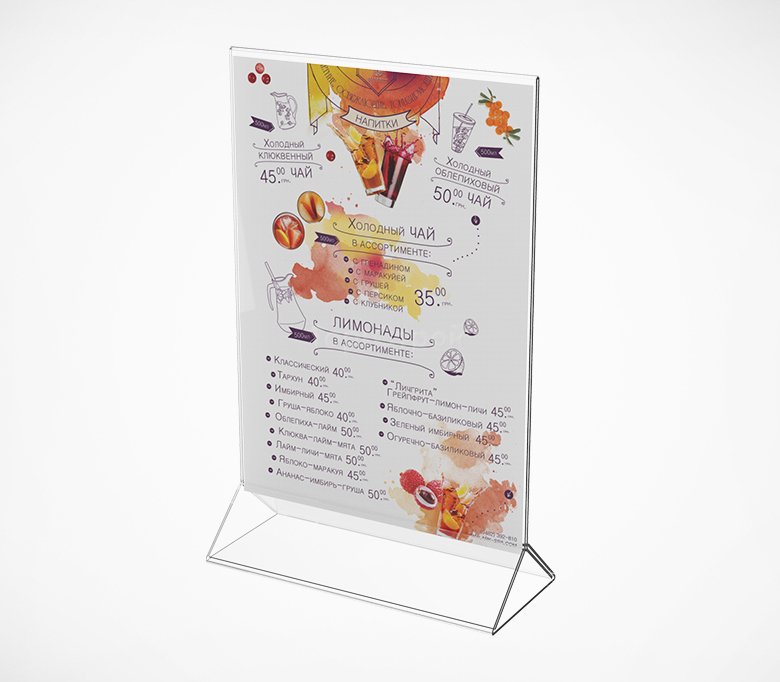 НАПИТКИ
500мл
Холодный
клюквенный
чай
45.00 грн.
500мл
Холодный
облепиховый
чай
50.00 грн.
500мл
Холодный чай
в ассортименте:
с гренадином
с маракуйей
с грушей
с персиком
с клубникой
35.00 грн.
500мл
ЛИМОНАДЫ
в ассортименте:
Классический 40.00
Тархун 40.00
Имбирный 45.00
Груша-яблоко 40.00
Облепиха-лайм 50.00
Клюква-лайм-мята 50.00
Лайм-личи-мята 50.00
Яблоко-маракуя 45.00
Ананас-имбирь-груша 50.00
"Личгрита"
Грейпфрут-лимон-личи 45.00
Яблочно-базиликовый 45.00
Зеленый имбирный 45.00
Огуречно-базиликовый 45.00